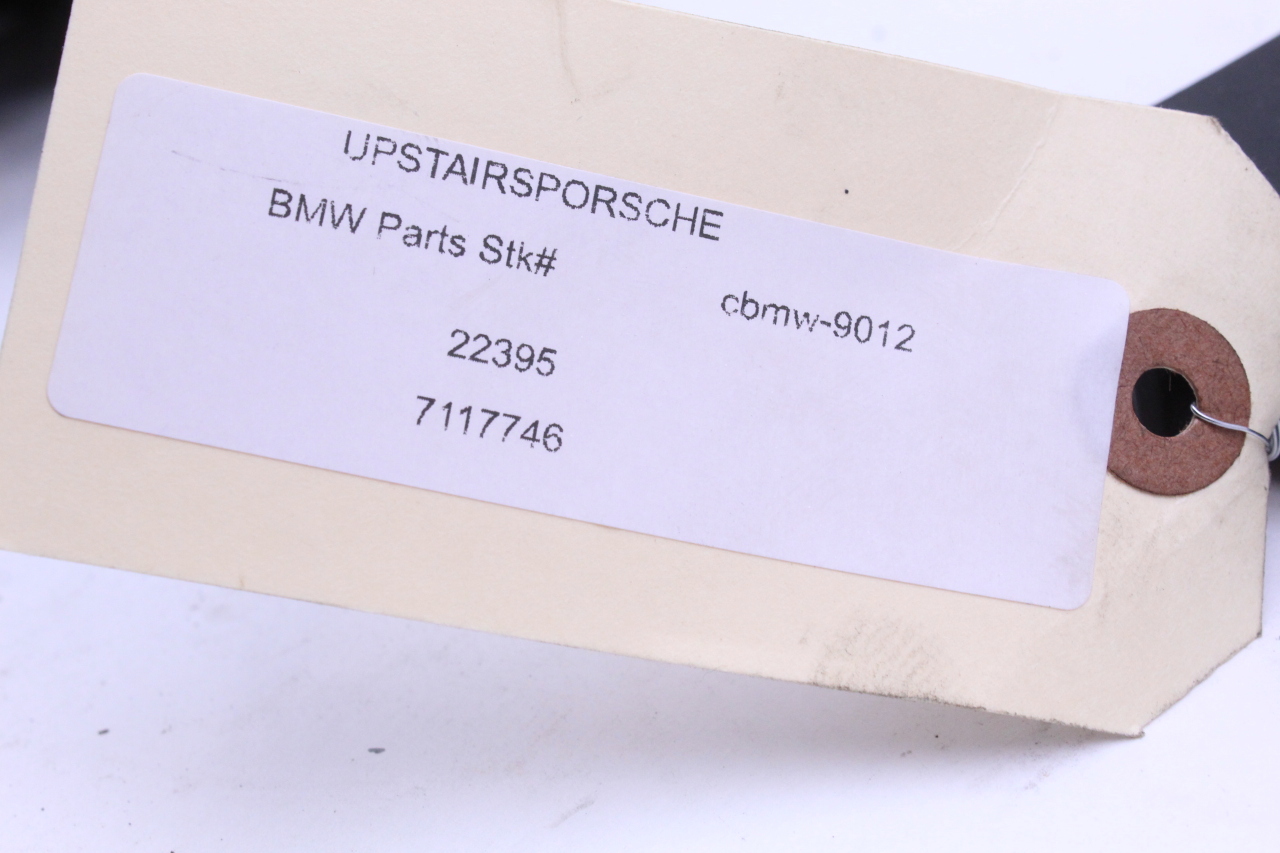 UPSTAIRSPORSCHE
BMW Parts Stk#
cbmw-9012
22395
7117746